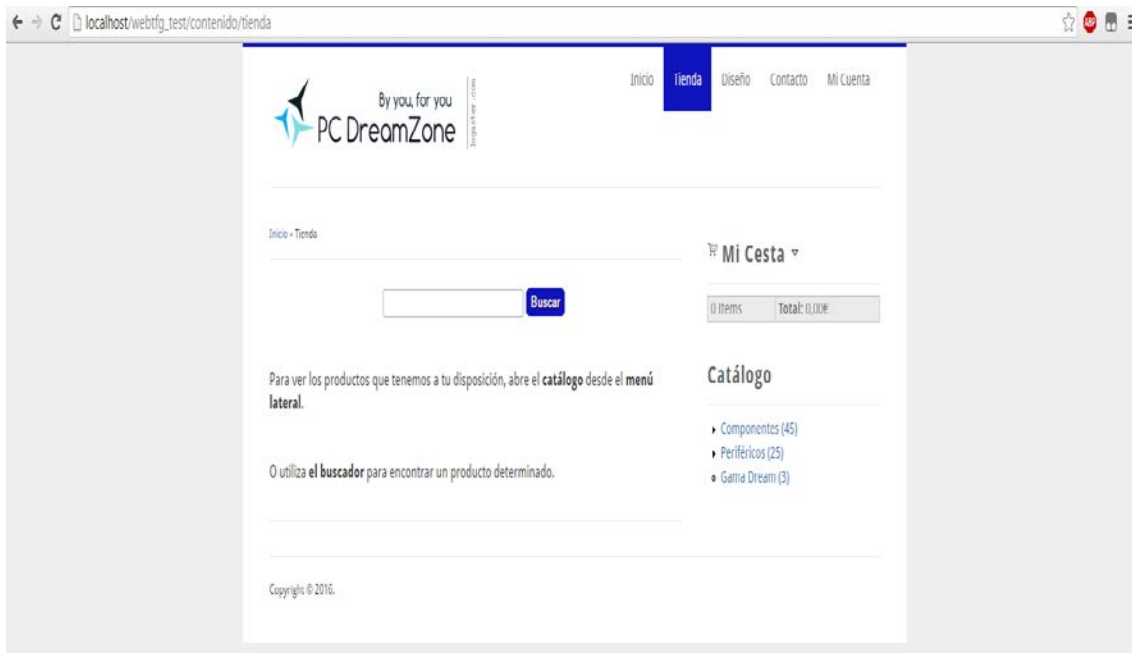 localhost/webtfg_test/contenido/tienda
ABP
By you, for you
PC DreamZone
logaster.com
Inicio Tienda Diseño Contacto Mi Cuenta
Inicio » Tienda
Buscar
Para ver los productos que tenemos a tu disposición, abre el catálogo desde el menú
lateral.
O utiliza el buscador para encontrar un producto determinado.
Mi Cesta
0 Items Total: 0,00€
Catálogo
Componentes (45)
Periféricos (25)
Gama Dream (3)
Copyright © 2016.